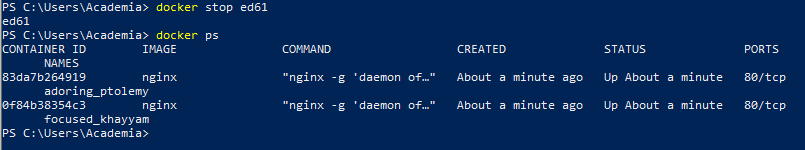 PS C:\Users\Academia> docker stop ed61
ed61
PS C:\Users\Academia> docker ps
CONTAINER ID        IMAGE               COMMAND                  CREATED              STATUS              PORTS
      NAMES
83da7b264919        nginx               "nginx -g 'daemon of…"   About a minute ago   Up About a minute   80/tcp
      adoring_ptolemy
0f84b38354c3        nginx               "nginx -g 'daemon of…"   About a minute ago   Up About a minute   80/tcp
      focused_khayyam
PS C:\Users\Academia>